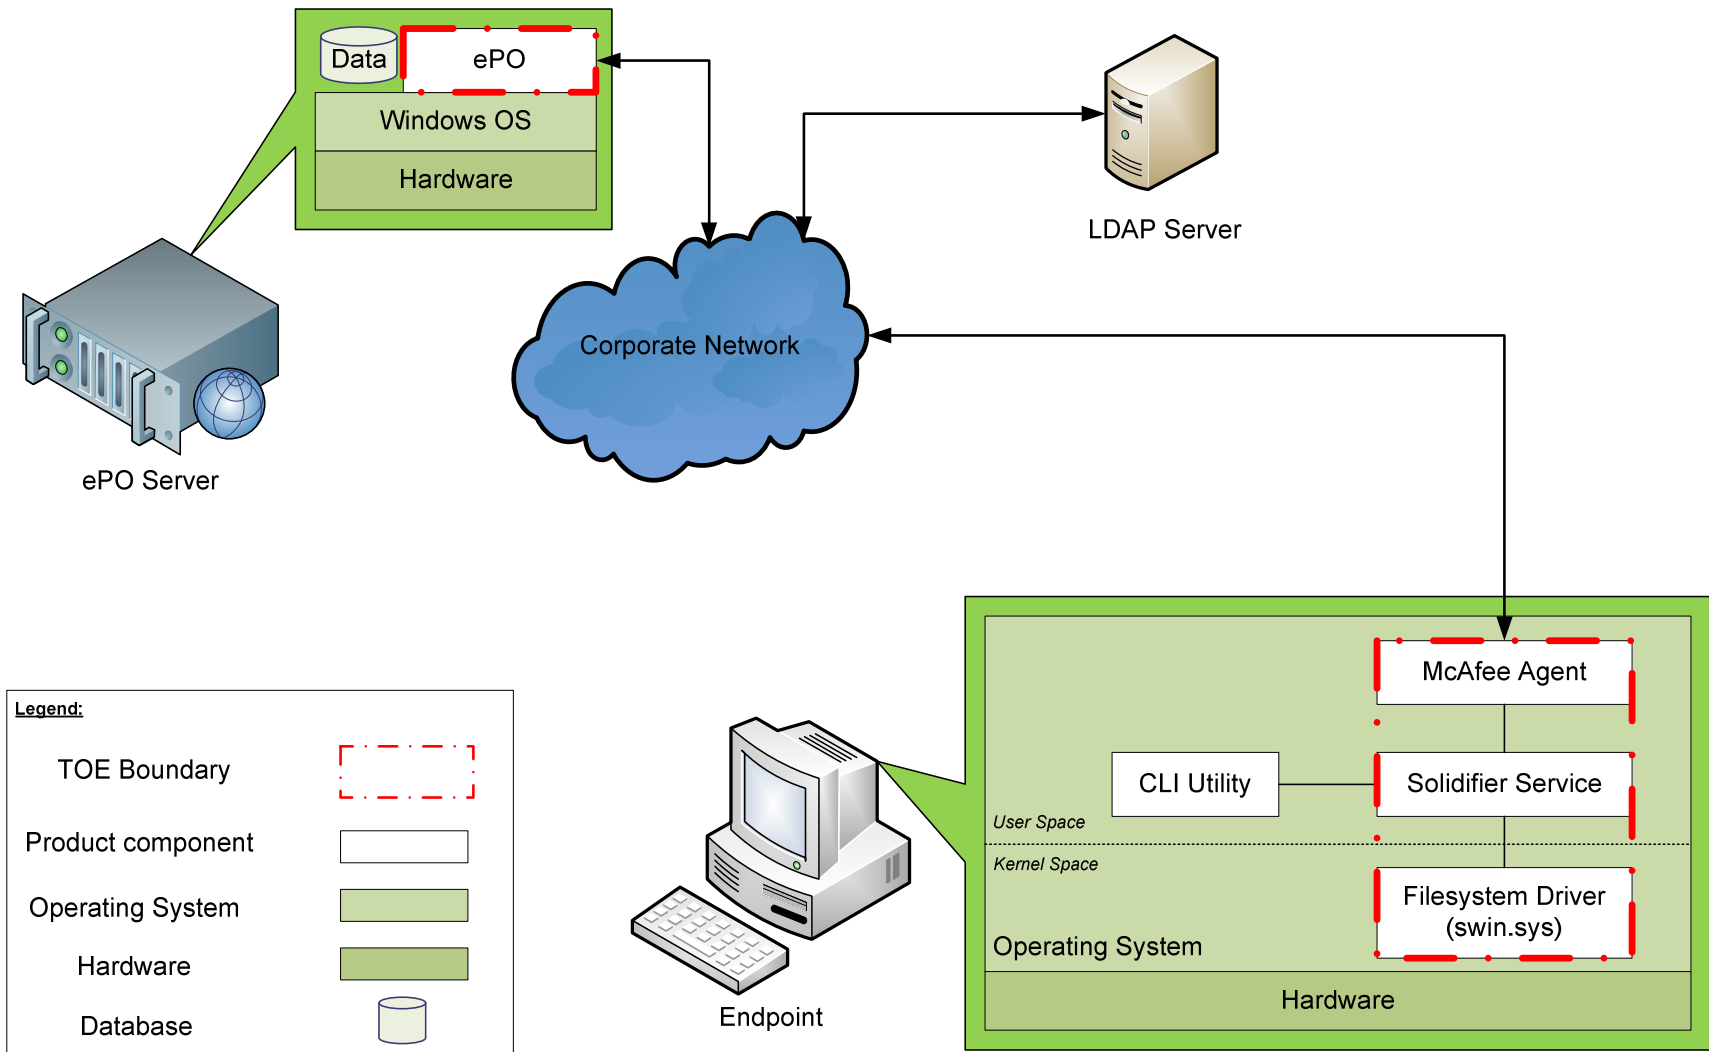 Data
ePO
Windows OS
Hardware
LDAP Server
Corporate Network
ePO Server
McAfee Agent
CLI Utility
Solidifier Service
User Space
Kernel Space
Filesystem Driver
(swin.sys)
Operating System
Hardware
Endpoint
Legend:
TOE Boundary
Product component
Operating System
Hardware
Database